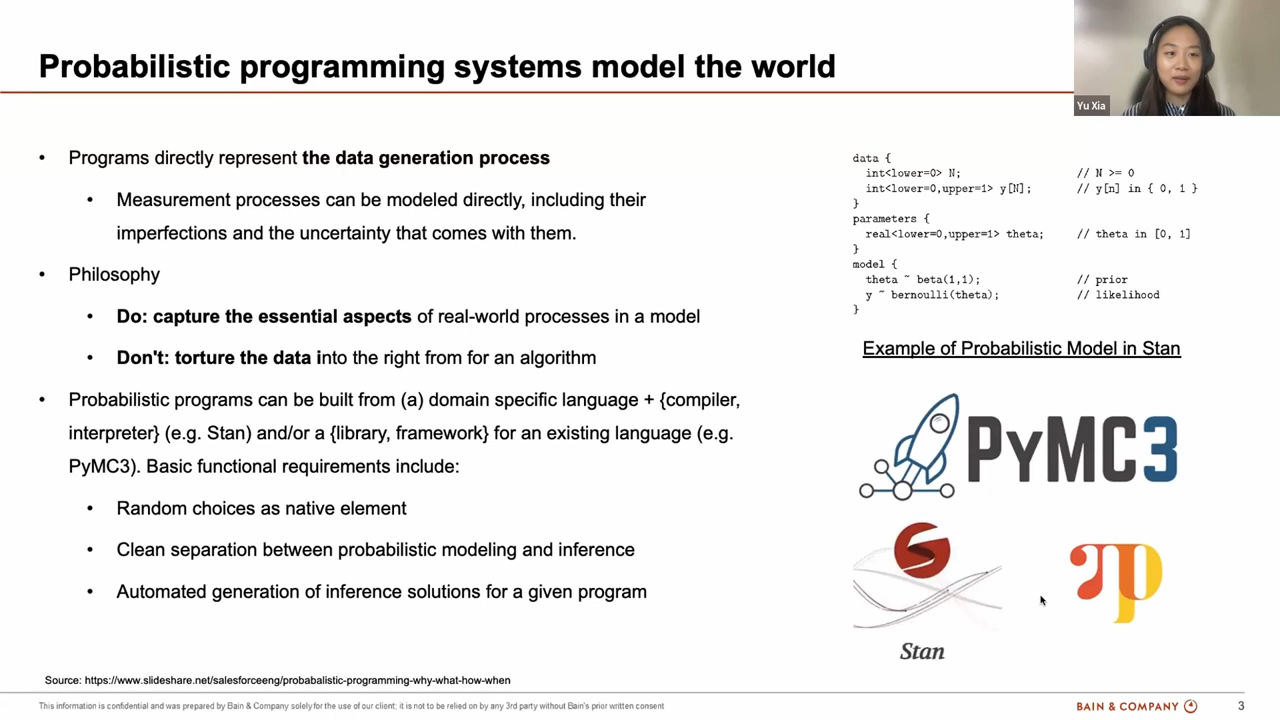 Probabilistic programming systems model the world
Yu Xia
• Programs directly represent the data generation process
• Measurement processes can be modeled directly, including their
imperfections and the uncertainty that comes with them.
• Philosophy
• Do: capture the essential aspects of real-world processes in a model
• Don't: torture the data into the right from for an algorithm
• Probabilistic programs can be built from (a) domain specific language + {compiler,
interpreter} (e.g. Stan) and/or a {library, framework} for an existing language (e.g.
PyMC3). Basic functional requirements include:
• Random choices as native element
• Clean separation between probabilistic modeling and inference
• Automated generation of inference solutions for a given program
data {
int<lower=0> N; // N >= 0
int<lower=0,upper=1> y[N]; // y[n] in { 0, 1 }
}
parameters {
real<lower=0,upper=1> theta; // theta in [0, 1]
}
model {
theta ~ beta(1,1); // prior
y ~ bernoulli(theta); // likelihood
}
Example of Probabilistic Model in Stan
PyMC3
S
Stan
Source: https://www.slideshare.net/salesforceeng/probabalistic-programming-why-what-how-when
This information is confidential and was prepared by Bain & Company solely for the use of our client; it is not to be relied on by any 3rd party without Bain's prior written consent
BAIN & COMPANY
3